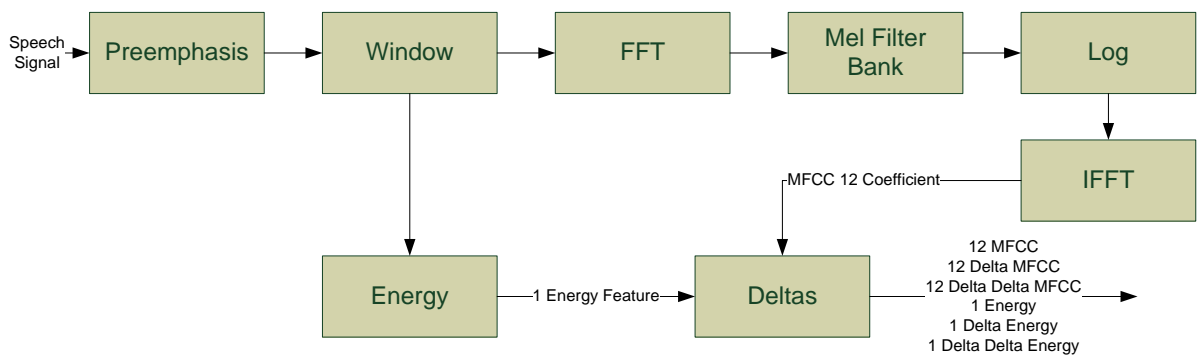 Speech
Signal
Preemphasis
Window
FFT
Mel Filter
Bank
Log
IFFT
MFCC 12 Coefficient
Energy
1 Energy Feature
Deltas
12 MFCC
12 Delta MFCC
12 Delta Delta MFCC
1 Energy
1 Delta Energy
1 Delta Delta Energy